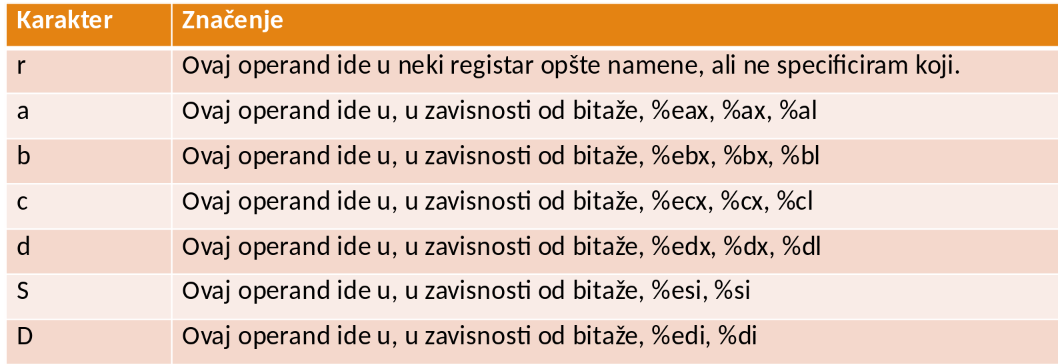 Karakter Značenje
r Ovaj operand ide u neki registar opšte namene, ali ne specificiram koji.
a Ovaj operand ide u, u zavisnosti od bitaže, %eax, %ax, %al
b Ovaj operand ide u, u zavisnosti od bitaže, %ebx, %bx, %bl
c Ovaj operand ide u, u zavisnosti od bitaže, %ecx, %cx, %cl
d Ovaj operand ide u, u zavisnosti od bitaže, %edx, %dx, %dl
S Ovaj operand ide u, u zavisnosti od bitaže, %esi, %si
D Ovaj operand ide u, u zavisnosti od bitaže, %edi, %di